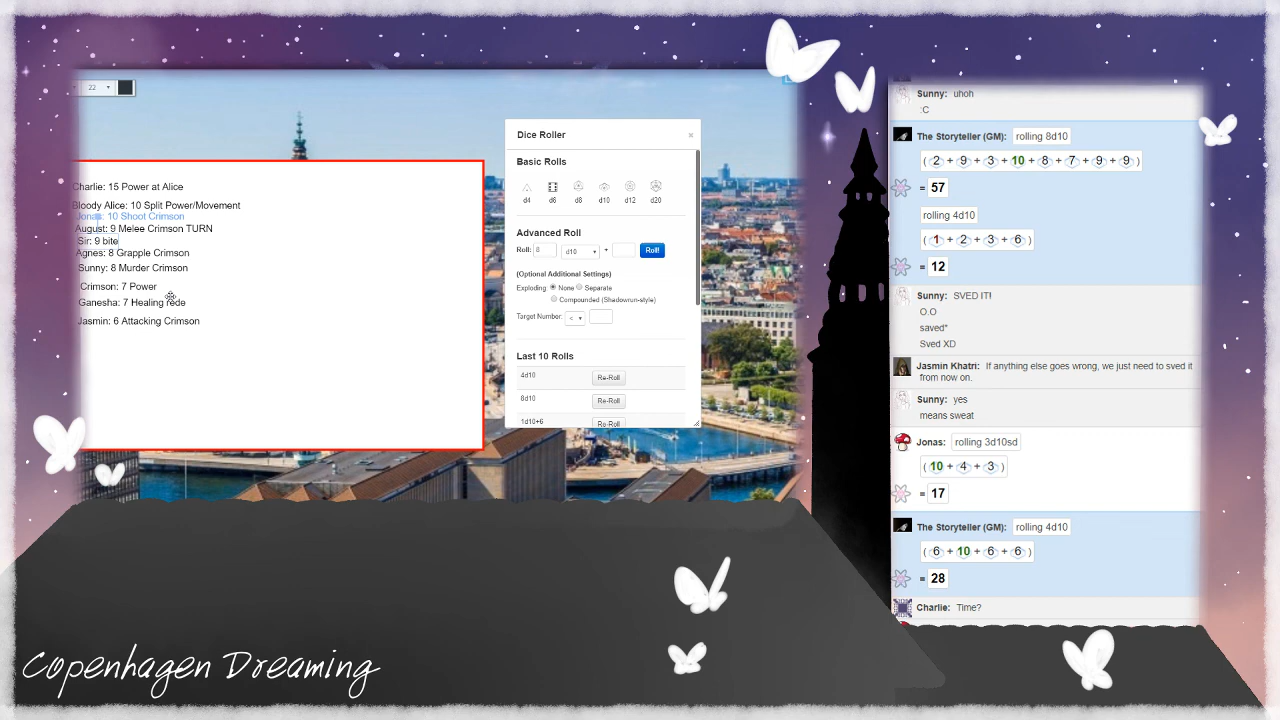 22
Charlie: 15 Power at Alice
Bloody Alice: 10 Split Power/Movement
Jonas: 10 Shoot Crimson
August: 9 Melee Crimson TURN
Sir: 9 bite
Agnes: 8 Grapple Crimson
Sunny: 8 Murder Crimson
Crimson: 7 Power
Ganesha: 7 Healing
Jasmin: 6 Attacking Crimson
Dice Roller
×
Basic Rolls
d4 d6 d8 d10 d12 d20
Advanced Roll
Roll: 8 d10 + Roll!
(Optional Additional Settings)
Exploding: None Separate
Compounded (Shadowrun-style)
Target Number: <
Last 10 Rolls
4d10 Re-Roll
8d10 Re-Roll
1d10+6 Re-Roll
Sunny: uhoh
:C
The Storyteller (GM): rolling 8d10
(2+9+3+10+8+7+9+9)
= 57
rolling 4d10
(1+2+3+6)
= 12
Sunny: SVED IT!
O.O
saved*
Sved XD
Jasmin Khatri: If anything else goes wrong, we just need to sved it
from now on.
Sunny: yes
means sweat
Jonas: rolling 3d10sd
(10+4+3)
= 17
The Storyteller (GM): rolling 4d10
(6+10+6+6)
= 28
Charlie: Time?
Copenhagen Dreaming